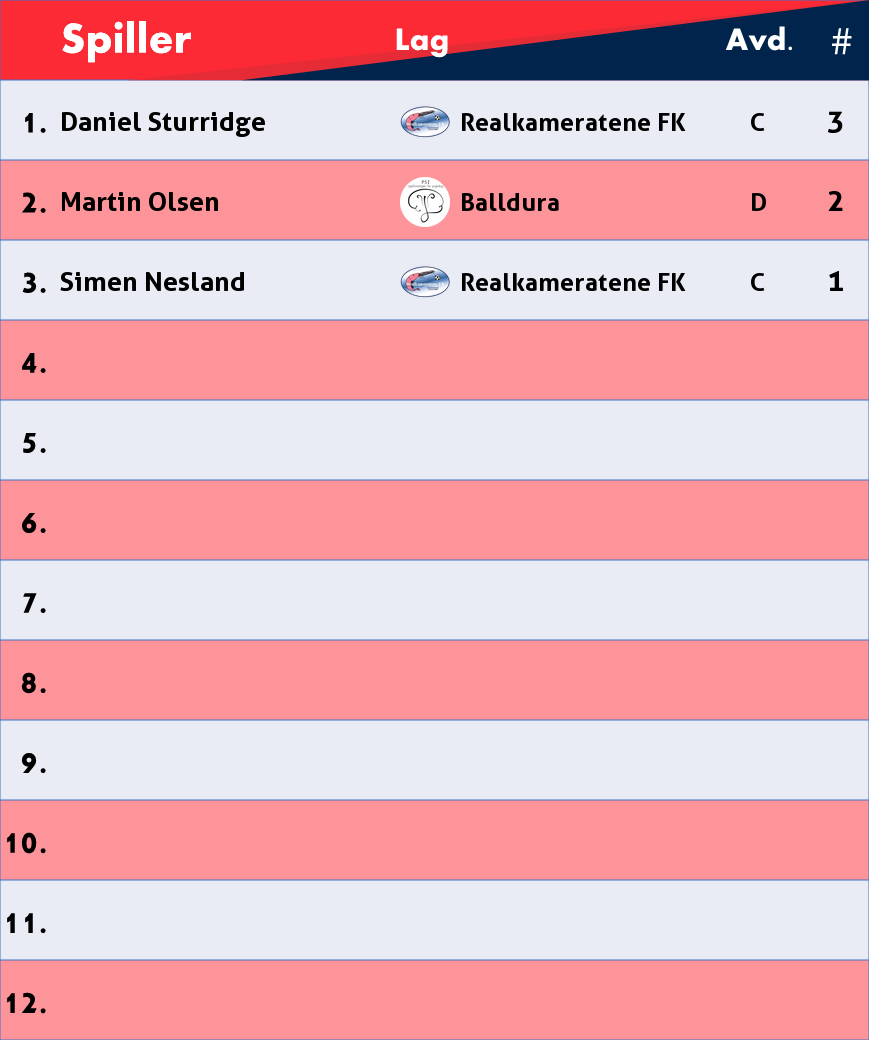 Spiller Lag Avd. #
1. Daniel Sturridge Realkameratene FK C 3
2. Martin Olsen PSI Balldura D 2
3. Simen Nesland Realkameratene FK C 1
4.
5.
6.
7.
8.
9.
10.
11.
12.